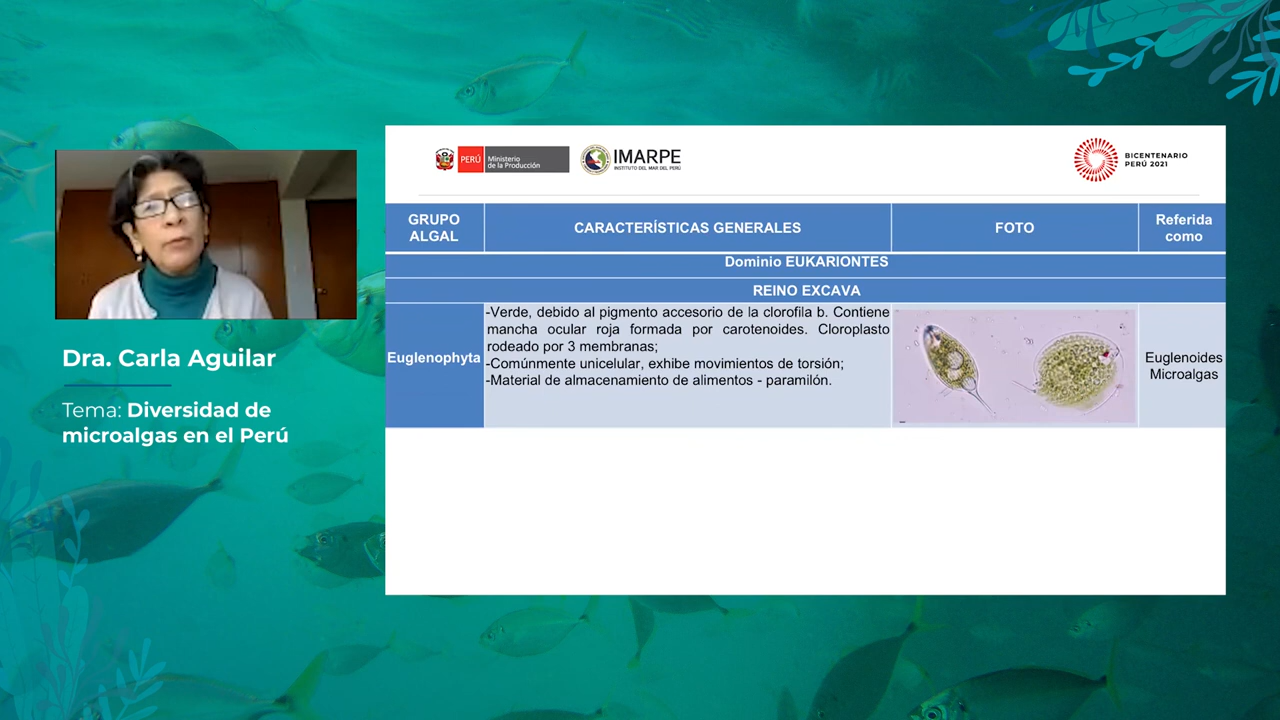 Dra. Carla Aguilar
Tema: Diversidad de
microalgas en el Perú
PERÚ
Ministerio
de la Producción
IMARPE
INSTITUTO DEL MAR DEL PERÚ
BICENTENARIO
PERÚ 2021
GRUPO
ALGAL
CARACTERÍSTICAS GENERALES
FOTO
Referida
como
Dominio EUKARIONTES
REINO EXCAVA
Euglenophyta
-Verde, debido al pigmento accesorio de la clorofila b. Contiene
mancha ocular roja formada por carotenoides. Cloroplasto
rodeado por 3 membranas;
-Comúnmente unicelular, exhibe movimientos de torsión;
-Material de almacenamiento de alimentos - paramilón.
Euglenoides
Microalgas